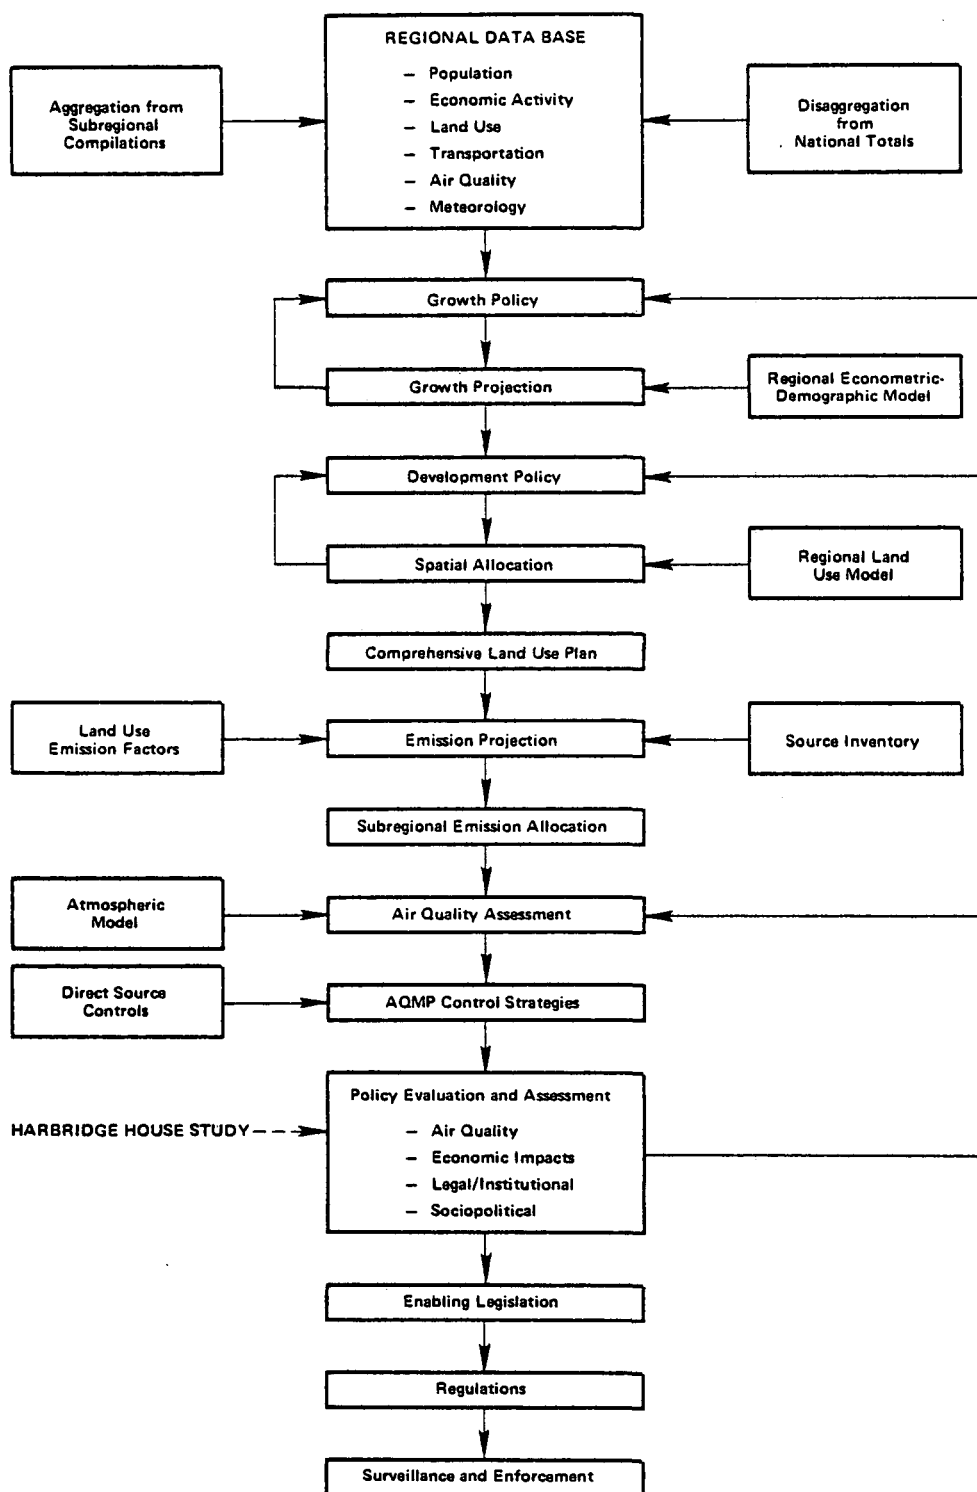 REGIONAL DATA BASE
– Population
– Economic Activity
– Land Use
– Transportation
– Air Quality
– Meteorology
Aggregation from
Subregional
Compilations
Disaggregation
from
National Totals
Growth Policy
Growth Projection
Regional Econometric-
Demographic Model
Development Policy
Spatial Allocation
Regional Land
Use Model
Comprehensive Land Use Plan
Land Use
Emission Factors
Emission Projection
Source Inventory
Subregional Emission Allocation
Atmospheric
Model
Air Quality Assessment
Direct Source
Controls
AQMP Control Strategies
Policy Evaluation and Assessment
– Air Quality
– Economic Impacts
– Legal/Institutional
– Sociopolitical
HARBRIDGE HOUSE STUDY
Enabling Legislation
Regulations
Surveillance and Enforcement